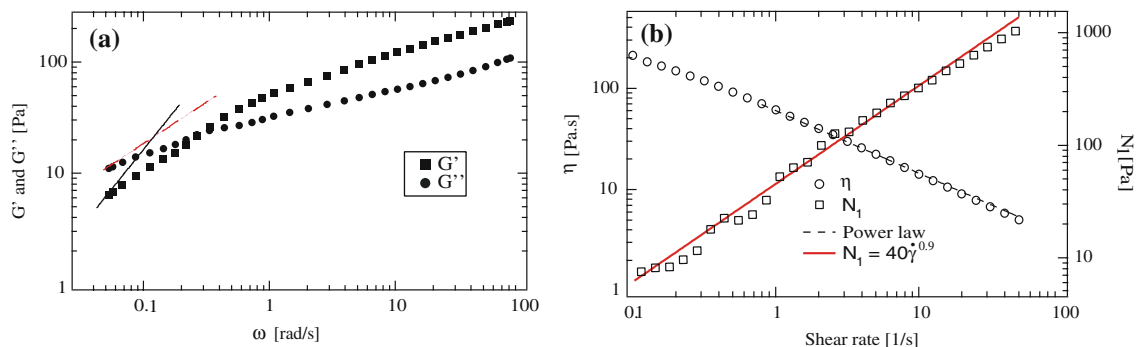 (a)
G' and G'' [Pa]
100
10
1
G'
G''
0.1
1
10
100
ω [rad/s]
(b)
η [Pa.s]
100
10
1
η
N₁
Power law
N₁ = 40γ̇^0.9
1000
100
10
N₁ [Pa]
0.1
1
10
100
Shear rate [1/s]